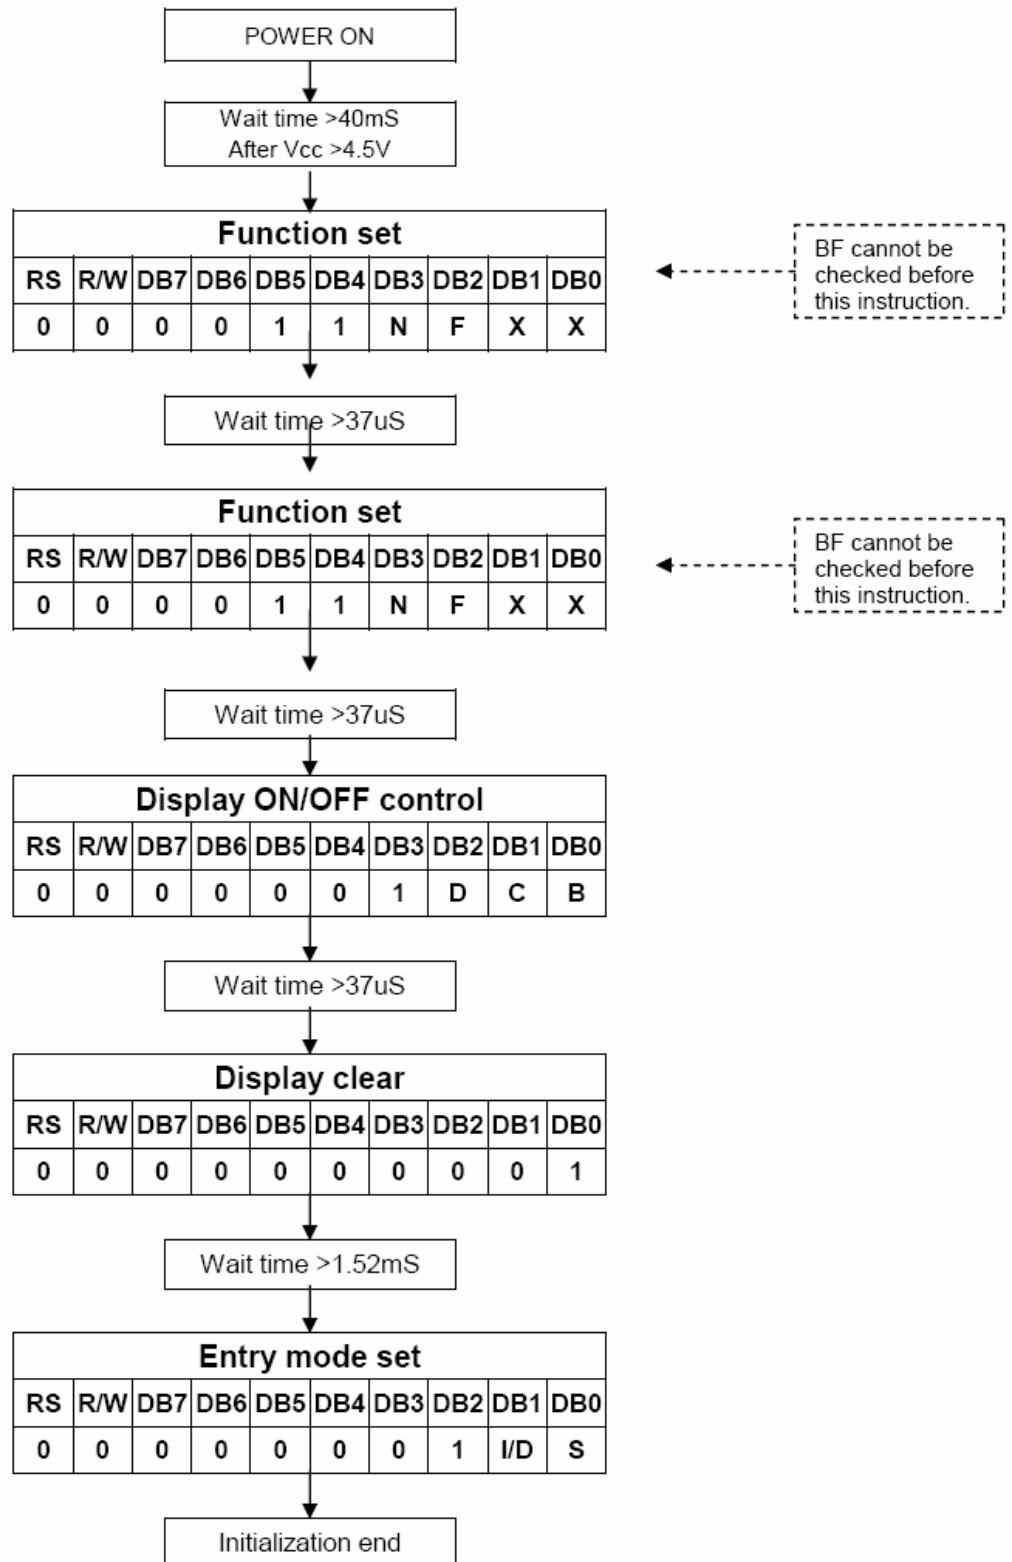 POWER ON
Wait time >40mS
After Vcc >4.5V
Function set
RS R/W DB7 DB6 DB5 DB4 DB3 DB2 DB1 DB0
0 0 0 0 1 1 N F X X
BF cannot be
checked before
this instruction.
Wait time >37uS
Function set
RS R/W DB7 DB6 DB5 DB4 DB3 DB2 DB1 DB0
0 0 0 0 1 1 N F X X
BF cannot be
checked before
this instruction.
Wait time >37uS
Display ON/OFF control
RS R/W DB7 DB6 DB5 DB4 DB3 DB2 DB1 DB0
0 0 0 0 0 0 1 D C B
Wait time >37uS
Display clear
RS R/W DB7 DB6 DB5 DB4 DB3 DB2 DB1 DB0
0 0 0 0 0 0 0 0 0 1
Wait time >1.52mS
Entry mode set
RS R/W DB7 DB6 DB5 DB4 DB3 DB2 DB1 DB0
0 0 0 0 0 0 0 1 I/D S
Initialization end